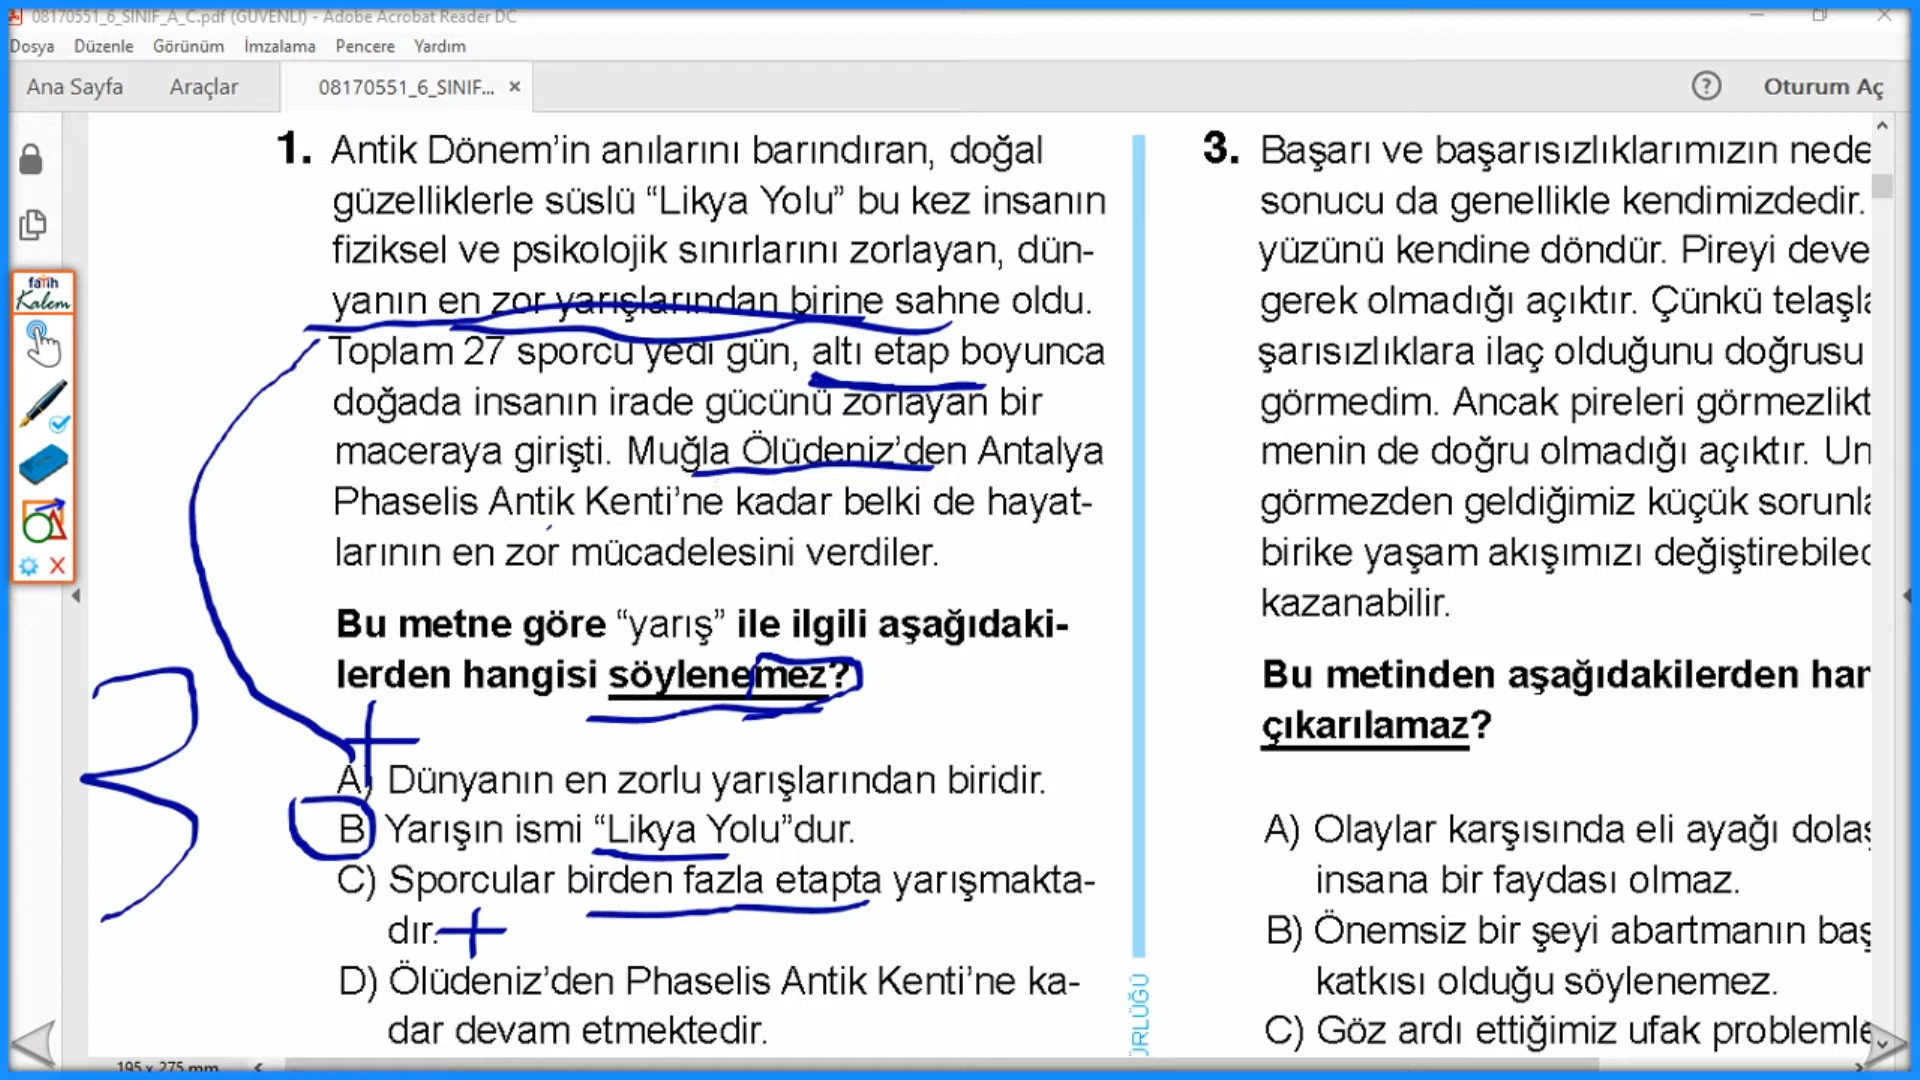 08170551_6_SINIF_A_C.pdf (GÜVENLİ) - Adobe Acrobat Reader DC
Dosya Düzenle Görünüm İmzalama Pencere Yardım
Ana Sayfa Araçlar 08170551_6_SINIF... × ? Oturum Aç
fatih
Kalem
1. Antik Dönem’in anılarını barındıran, doğal
güzelliklerle süslü “Likya Yolu” bu kez insanın
fiziksel ve psikolojik sınırlarını zorlayan, dün-
yanın en zor yarışlarından birine sahne oldu.
Toplam 27 sporcu yedi gün, altı etap boyunca
doğada insanın irade gücünü zorlayan bir
maceraya girişti. Muğla Ölüdeniz’den Antalya
Phaselis Antik Kenti’ne kadar belki de hayat-
larının en zor mücadelesini verdiler.
Bu metne göre “yarış” ile ilgili aşağıdaki-
lerden hangisi söylenemez?
A) Dünyanın en zorlu yarışlarından biridir.
B) Yarışın ismi “Likya Yolu”dur.
C) Sporcular birden fazla etapta yarışmakta-
dır.
D) Ölüdeniz’den Phaselis Antik Kenti’ne ka-
dar devam etmektedir.
3. Başarı ve başarısızlıklarımızın nede
sonucu da genellikle kendimizdedir.
yüzünü kendine döndür. Pireyi deve
gerek olmadığı açıktır. Çünkü telaşla
şarısızlıklara ilaç olduğunu doğrusu
görmedim. Ancak pireleri görmezlikt
menin de doğru olmadığı açıktır. Un
görmezden geldiğimiz küçük sorunla
birike yaşam akışımızı değiştirebilec
kazanabilir.
Bu metinden aşağıdakilerden han
çıkarılamaz?
A) Olaylar karşısında eli ayağı dolaş
insana bir faydası olmaz.
B) Önemsiz bir şeyi abartmanın baş
katkısı olduğu söylenemez.
C) Göz ardı ettiğimiz ufak problemle
ÜRLÜĞÜ
195 x 275 mm
3